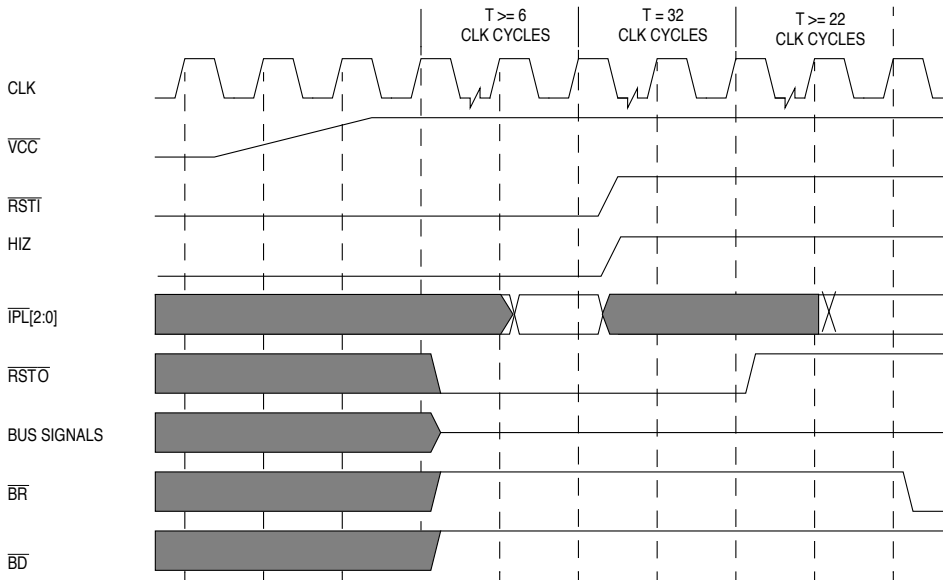 T >= 6
CLK CYCLES
T = 32
CLK CYCLES
T >= 22
CLK CYCLES
CLK
VCC
RSTI
HIZ
IPL[2:0]
RSTO
BUS SIGNALS
BR
BD